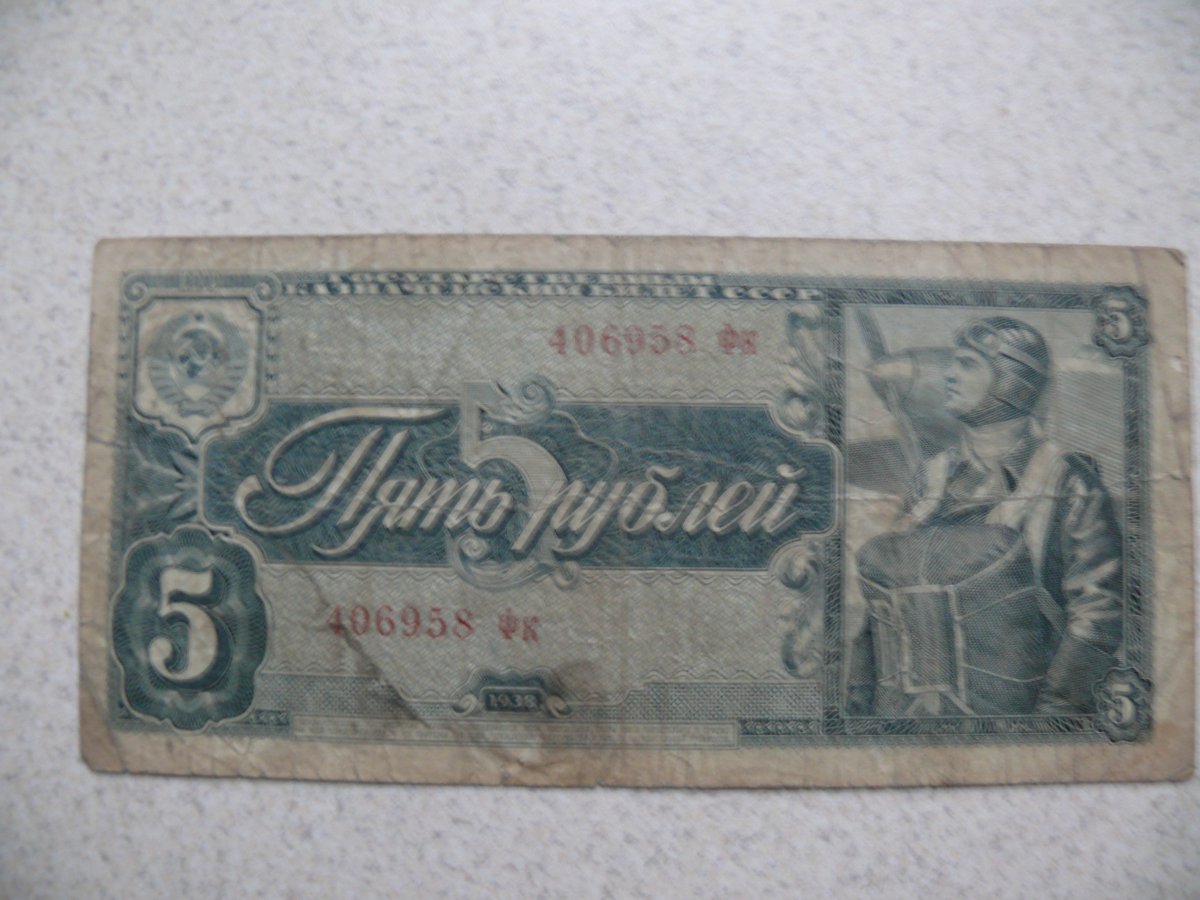 ГОСУДАРСТВЕННЫЙ
КАЗНАЧЕЙСКИЙ БИЛЕТ СССР
5
406958 Фк
5
Пять рублей
5
406958 Фк
1938
5